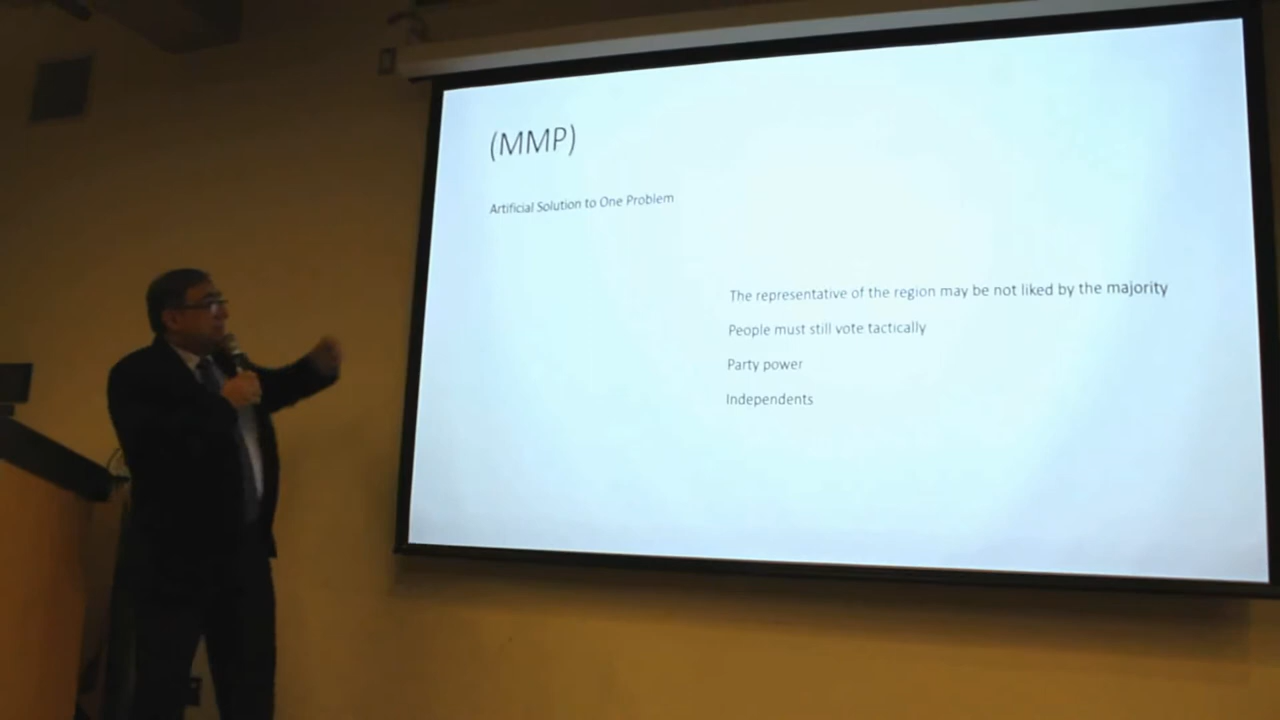 (MMP)
Artificial Solution to One Problem
The representative of the region may be not liked by the majority
People must still vote tactically
Party power
Independents